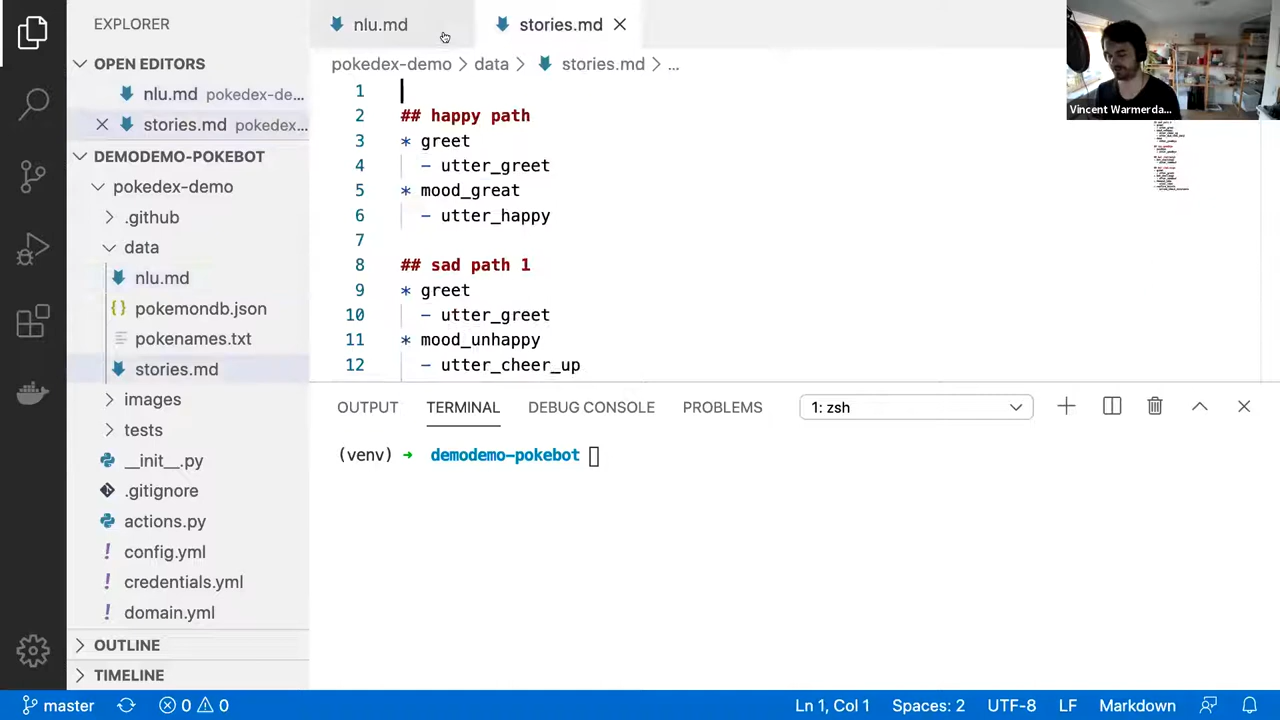 EXPLORER
OPEN EDITORS
nlu.md pokedex-de...
stories.md pokedex...
DEMODEMO-POKEBOT
pokedex-demo
.github
data
nlu.md
pokemondb.json
pokenames.txt
stories.md
images
tests
__init__.py
.gitignore
actions.py
config.yml
credentials.yml
domain.yml
OUTLINE
TIMELINE
nlu.md
stories.md
pokedex-demo > data > stories.md > ...
1
2 ## happy path
3 * greet
4 - utter_greet
5 * mood_great
6 - utter_happy
7
8 ## sad path 1
9 * greet
10 - utter_greet
11 * mood_unhappy
12 - utter_cheer_up
Vincent Warmerda...
OUTPUT TERMINAL DEBUG CONSOLE PROBLEMS 1: zsh
(venv) → demodemo-pokebot
master 0 0 Ln 1, Col 1 Spaces: 2 UTF-8 LF Markdown